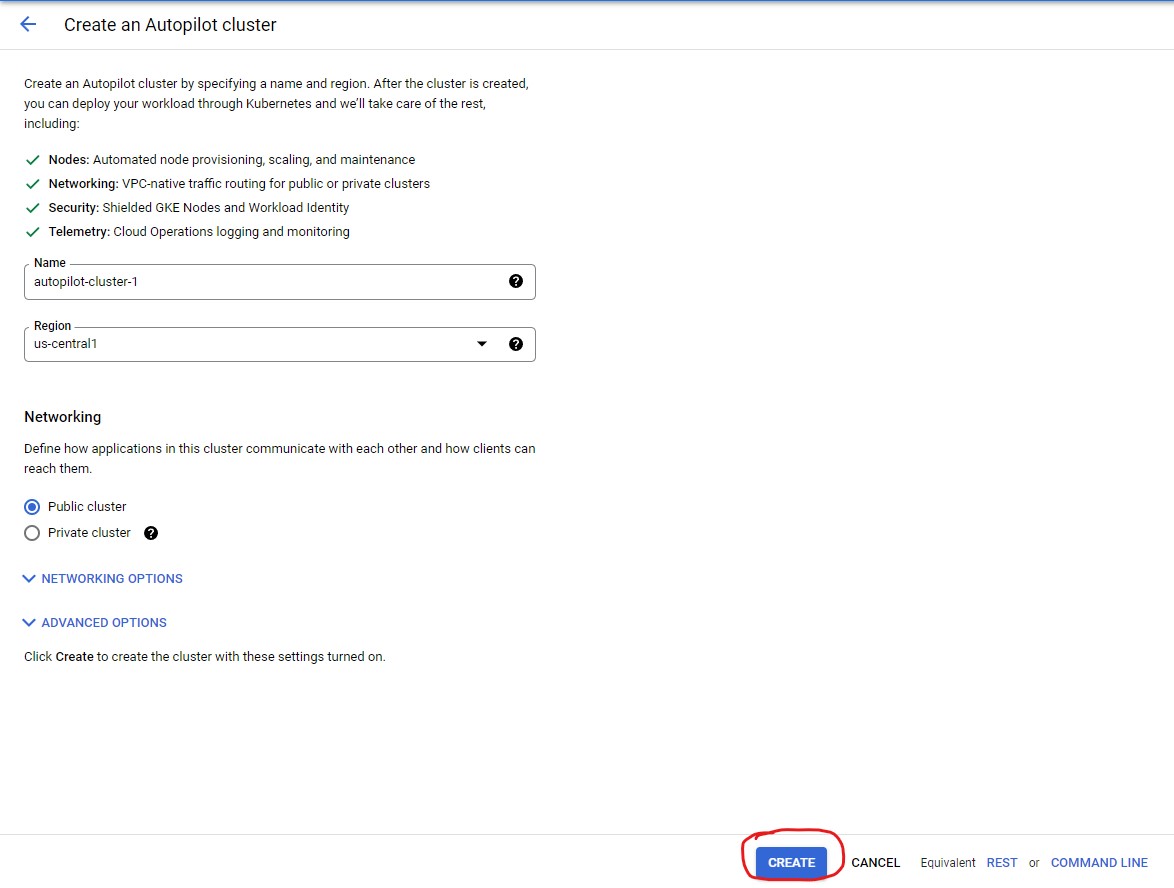 Create an Autopilot cluster
Create an Autopilot cluster by specifying a name and region. After the cluster is created,
you can deploy your workload through Kubernetes and we'll take care of the rest,
including:
Nodes: Automated node provisioning, scaling, and maintenance
Networking: VPC-native traffic routing for public or private clusters
Security: Shielded GKE Nodes and Workload Identity
Telemetry: Cloud Operations logging and monitoring
Name
autopilot-cluster-1
Region
us-central1
Networking
Define how applications in this cluster communicate with each other and how clients can
reach them.
Public cluster
Private cluster
NETWORKING OPTIONS
ADVANCED OPTIONS
Click Create to create the cluster with these settings turned on.
CREATE CANCEL Equivalent REST or COMMAND LINE